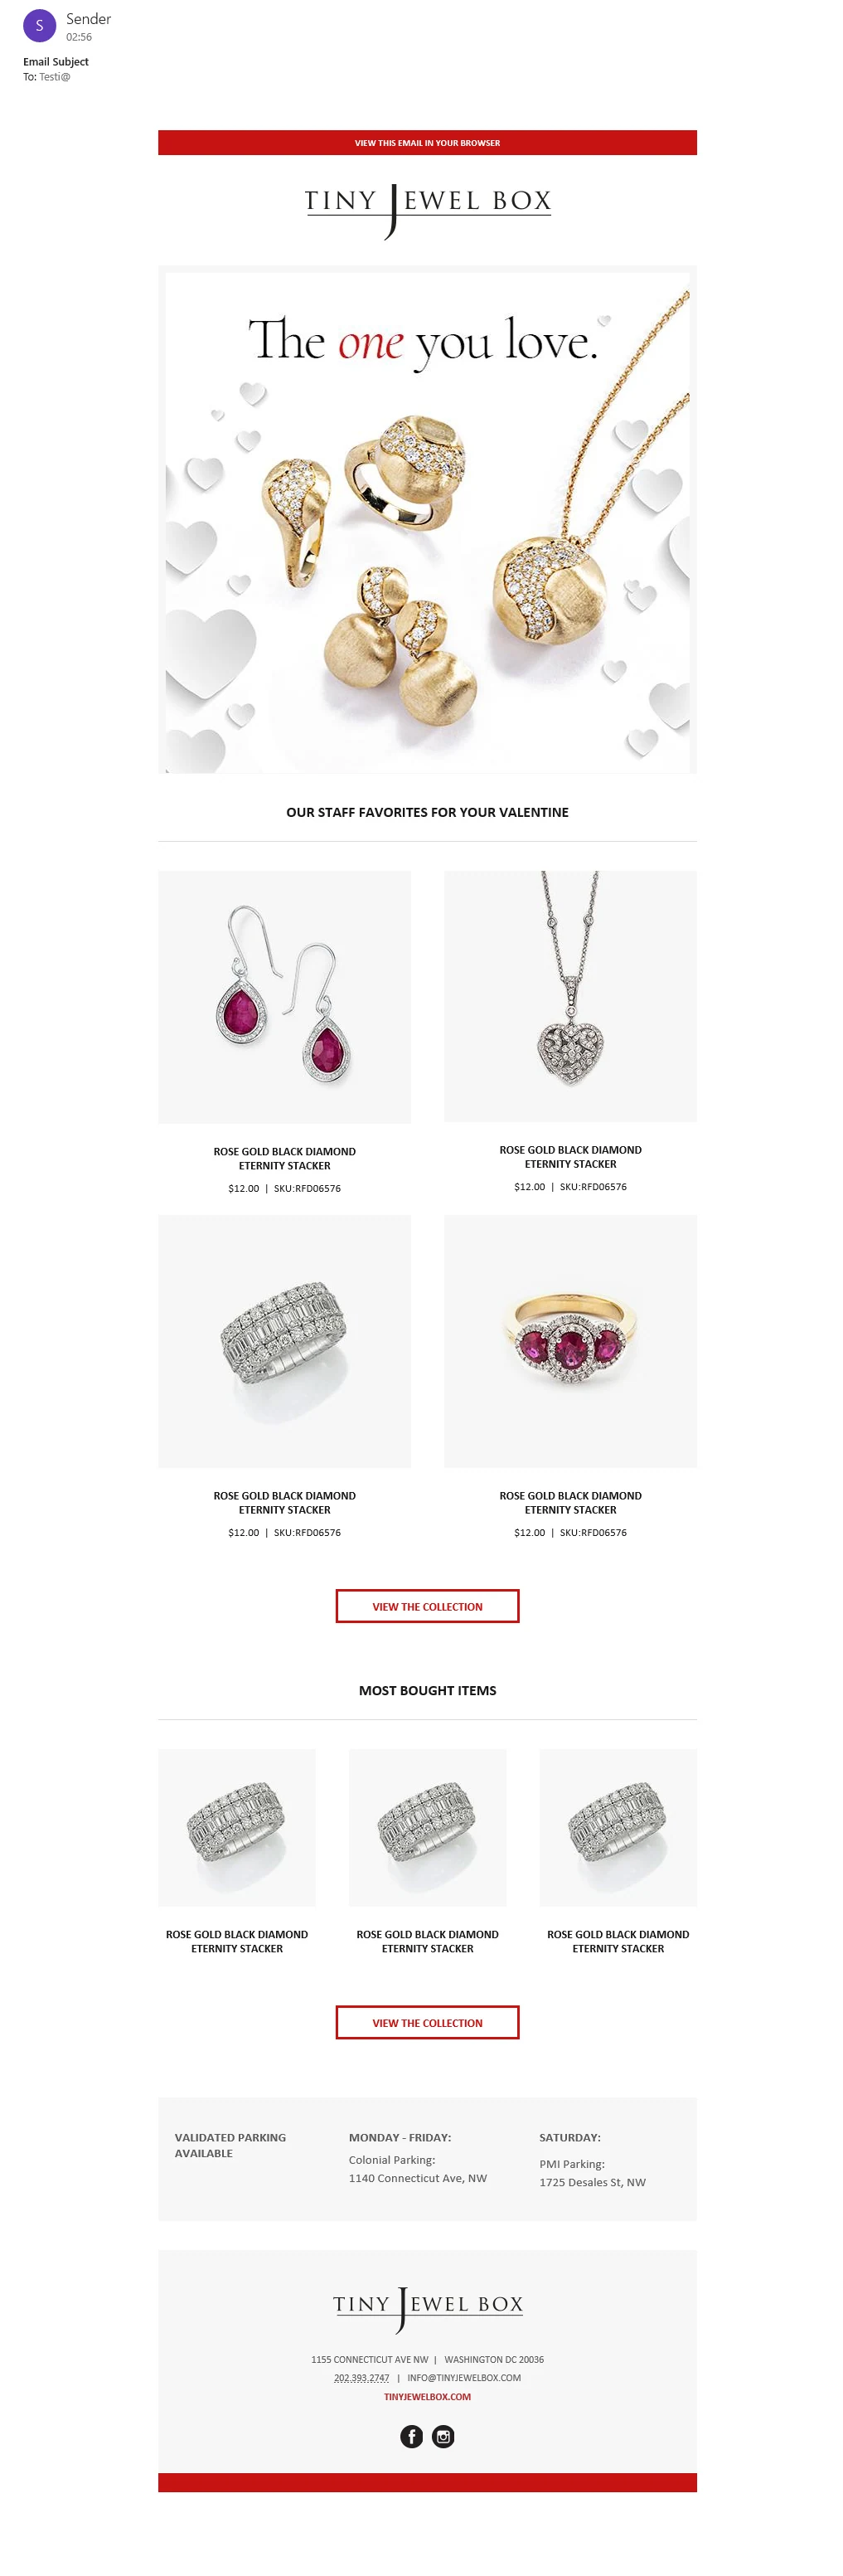 S
Sender
02:56
Email Subject
To: Testi@
VIEW THIS EMAIL IN YOUR BROWSER
TINY JEWEL BOX
The one you love.
OUR STAFF FAVORITES FOR YOUR VALENTINE
ROSE GOLD BLACK DIAMOND
ETERNITY STACKER
$12.00 | SKU:RFD06576
ROSE GOLD BLACK DIAMOND
ETERNITY STACKER
$12.00 | SKU:RFD06576
ROSE GOLD BLACK DIAMOND
ETERNITY STACKER
$12.00 | SKU:RFD06576
ROSE GOLD BLACK DIAMOND
ETERNITY STACKER
$12.00 | SKU:RFD06576
VIEW THE COLLECTION
MOST BOUGHT ITEMS
ROSE GOLD BLACK DIAMOND
ETERNITY STACKER
ROSE GOLD BLACK DIAMOND
ETERNITY STACKER
ROSE GOLD BLACK DIAMOND
ETERNITY STACKER
VIEW THE COLLECTION
VALIDATED PARKING
AVAILABLE
MONDAY - FRIDAY:
Colonial Parking:
1140 Connecticut Ave, NW
SATURDAY:
PMI Parking:
1725 Desales St, NW
TINY JEWEL BOX
1155 CONNECTICUT AVE NW | WASHINGTON DC 20036
202.393.2747 | INFO@TINYJEWELBOX.COM
TINYJEWELBOX.COM